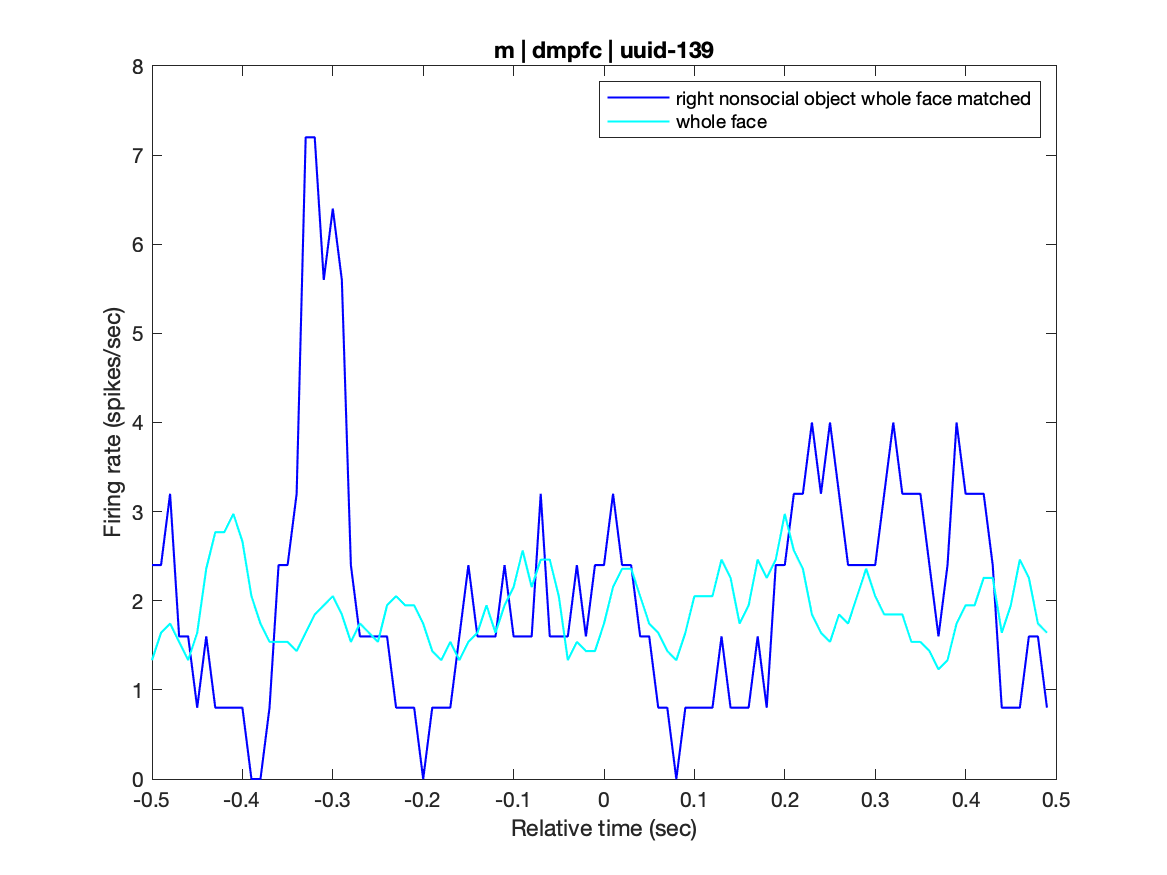 m | dmpfc | uuid-139
8
right nonsocial object whole face matched
whole face
7
6
5
4
3
2
1
0
Firing rate (spikes/sec)
-0.5 -0.4 -0.3 -0.2 -0.1 0 0.1 0.2 0.3 0.4 0.5
Relative time (sec)